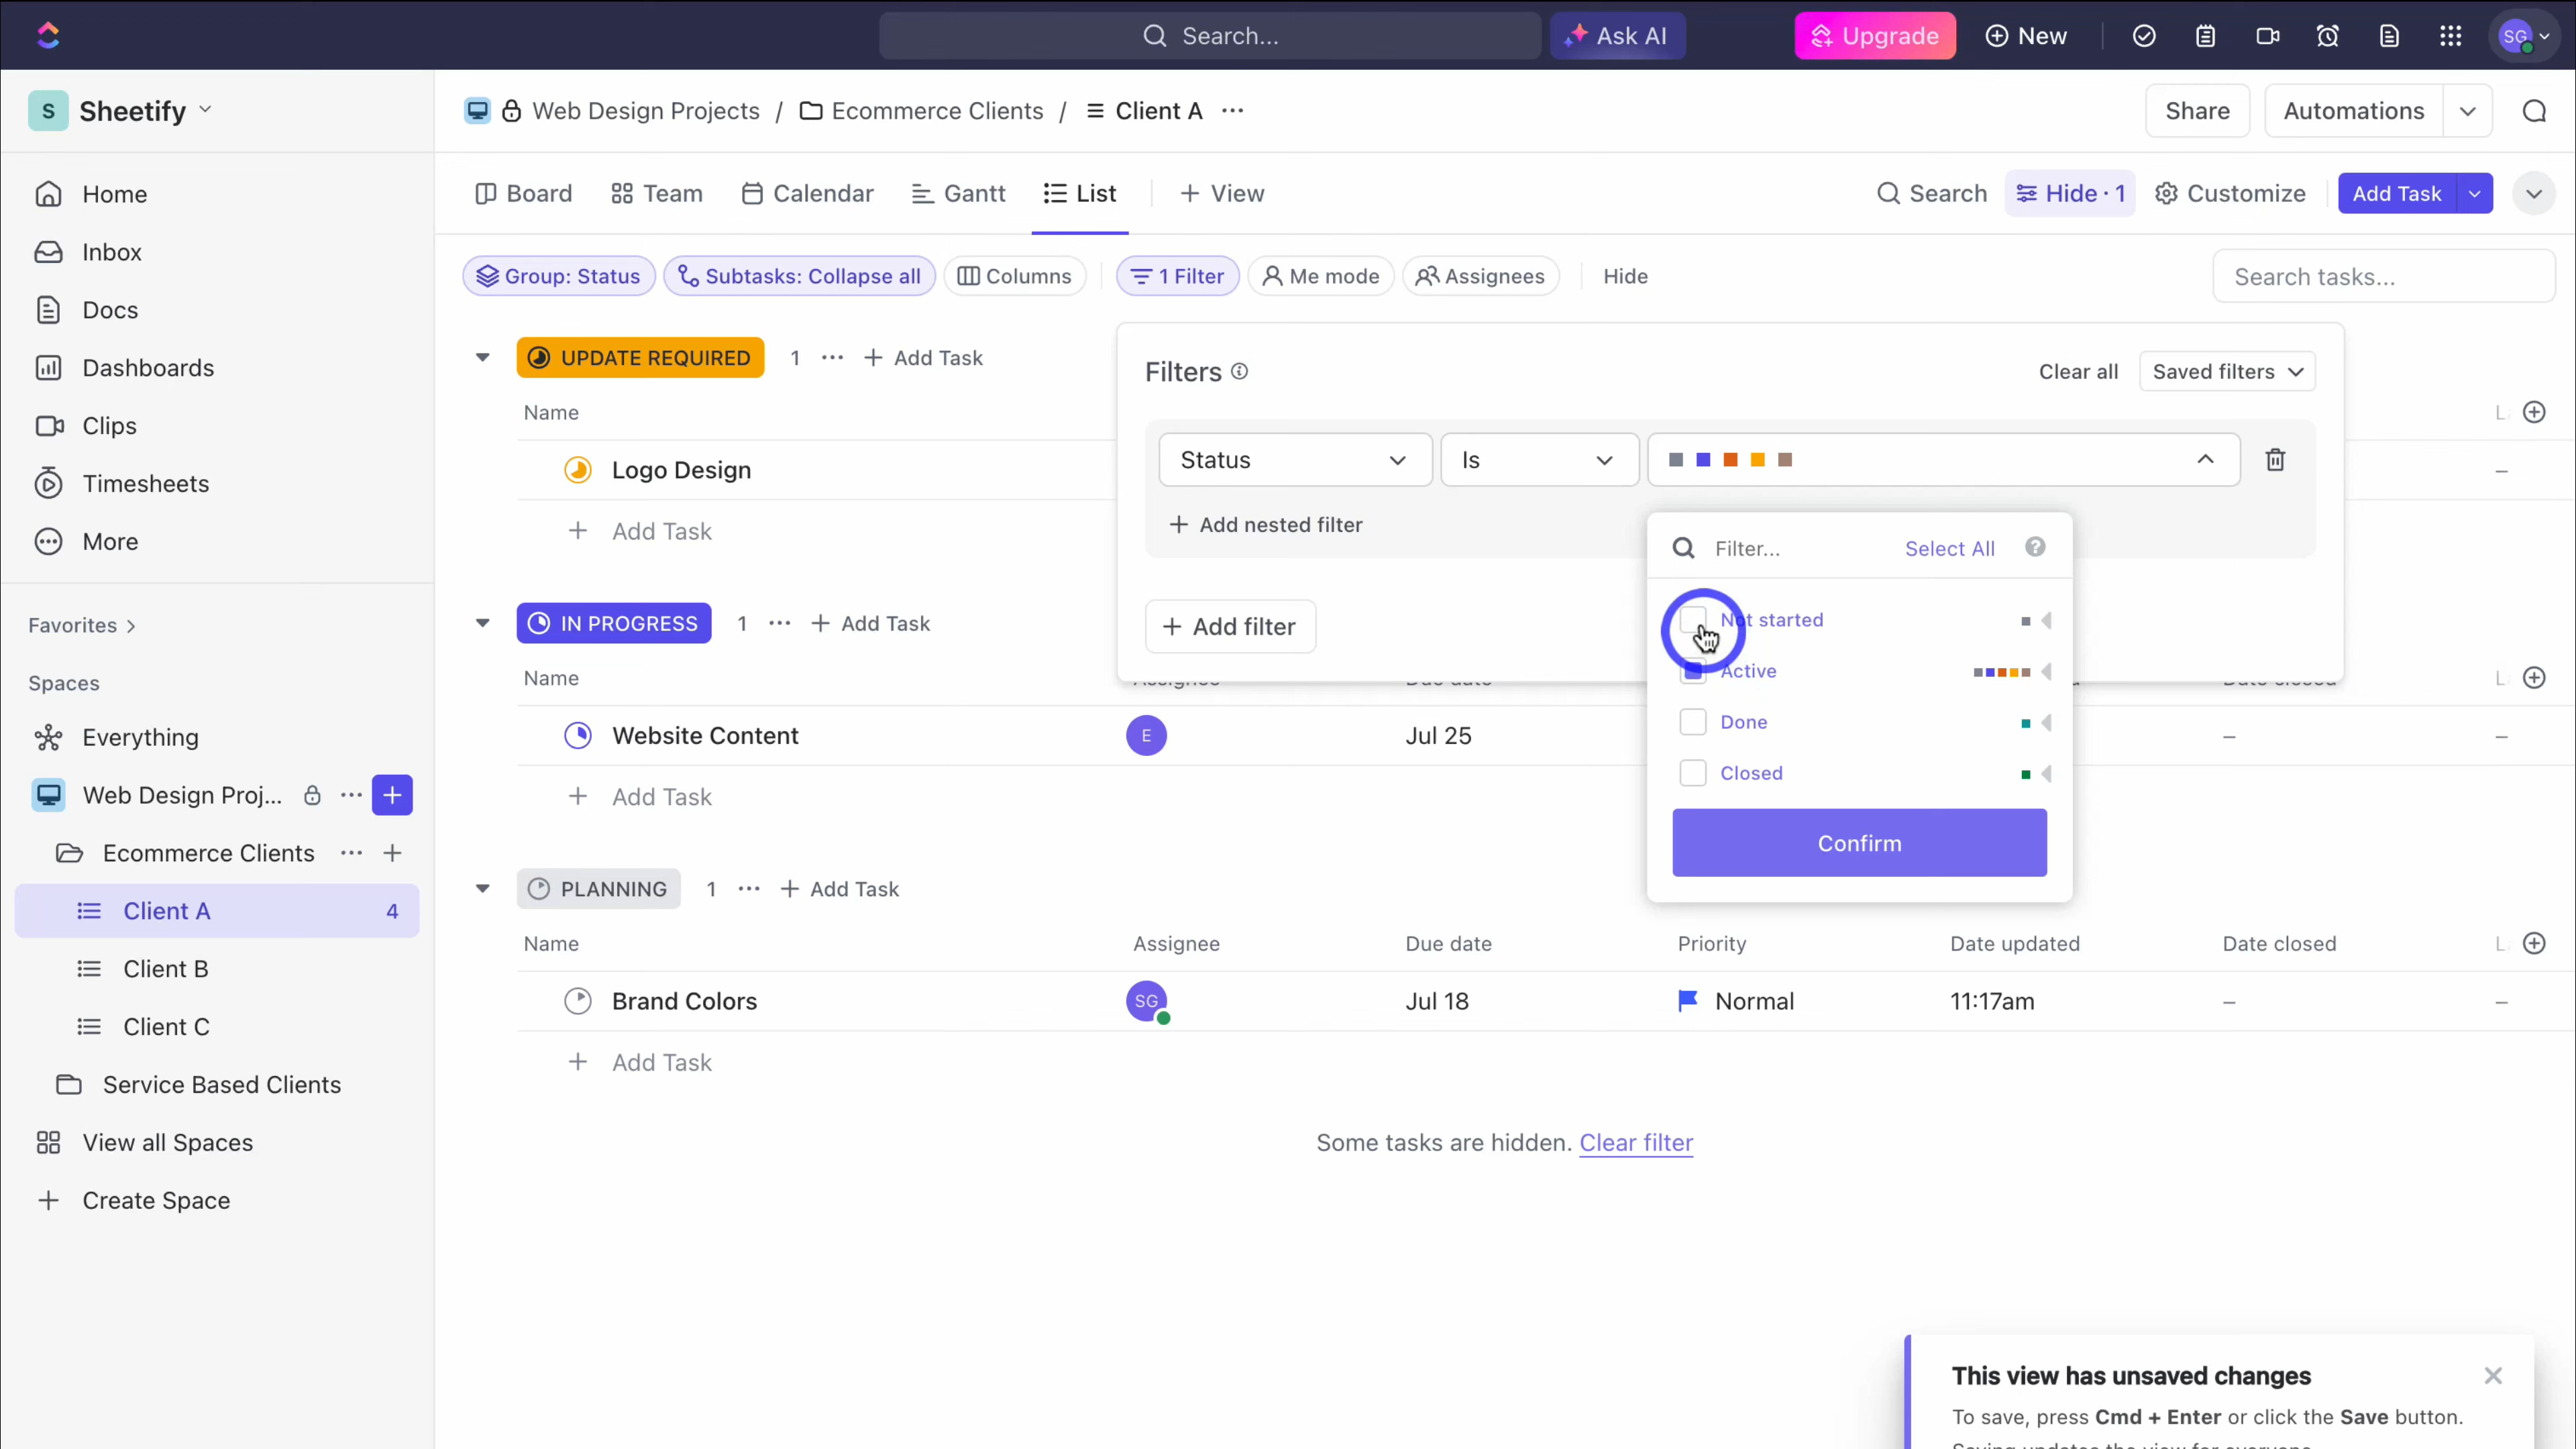 Search...
Ask AI
Upgrade
New
SG
S
Sheetify
Web Design Projects / Ecommerce Clients / Client A
Share
Automations
Home
Inbox
Docs
Dashboards
Clips
Timesheets
More
Favorites
Spaces
Everything
Web Design Proj...
Ecommerce Clients
Client A 4
Client B
Client C
Service Based Clients
View all Spaces
Create Space
Board
Team
Calendar
Gantt
List
View
Search
Hide · 1
Customize
Add Task
Group: Status
Subtasks: Collapse all
Columns
1 Filter
Me mode
Assignees
Hide
Search tasks...
UPDATE REQUIRED 1 ... + Add Task
Name
Logo Design
–
+ Add Task
Filters
Clear all
Saved filters
Status
Is
+ Add nested filter
+ Add filter
Filter...
Select All
?
Not started
Active
Done
Closed
Confirm
IN PROGRESS 1 ... + Add Task
Name Assignee Due date Date closed
Website Content E Jul 25 – –
+ Add Task
PLANNING 1 ... + Add Task
Name Assignee Due date Priority Date updated Date closed
Brand Colors SG Jul 18 Normal 11:17am – –
+ Add Task
Some tasks are hidden. Clear filter
This view has unsaved changes
To save, press Cmd + Enter or click the Save button.